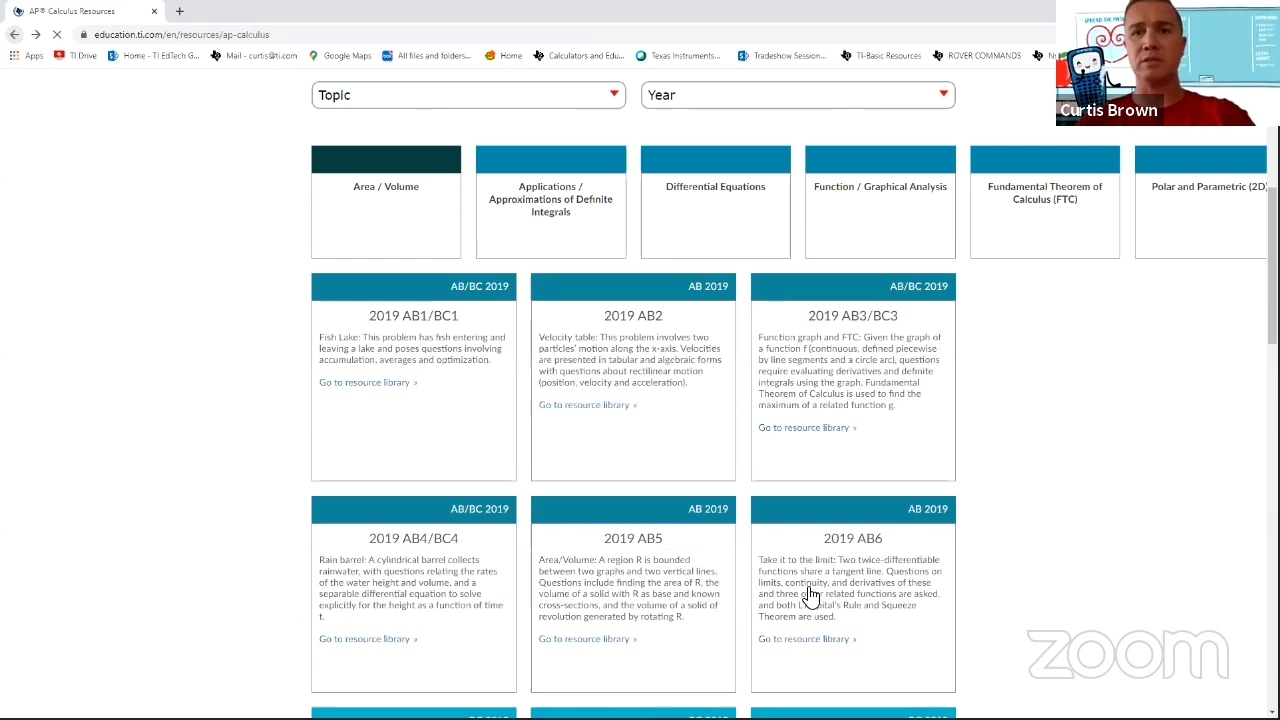 AP® Calculus Resources
education.ti.com/en/resources/ap-calculus
Apps
TI Drive
Home - TI EdTech G...
Mail - curtis@ti.com
Google Maps
All files and folders...
Home
Texas Instruments...
Tradeshow Session...
TI-Basic Resources
ROVER COMMANDS
Curtis Brown
Topic
Year
Area / Volume
Applications /
Approximations of Definite
Integrals
Differential Equations
Function / Graphical Analysis
Fundamental Theorem of
Calculus (FTC)
Polar and Parametric (2D)
AB/BC 2019
2019 AB1/BC1
Fish Lake: This problem has fish entering and
leaving a lake and poses questions involving
accumulation, averages and optimization.
Go to resource library »
AB 2019
2019 AB2
Velocity table: This problem involves two
particles' motion along the x-axis. Velocities
are presented in tabular and algebraic forms
with questions about rectilinear motion
(position, velocity and acceleration).
Go to resource library »
AB/BC 2019
2019 AB3/BC3
Function graph and FTC: Given the graph of
a function f (continuous, defined piecewise
by line segments and a circle arc), questions
require evaluating derivatives and definite
integrals using the graph. Fundamental
Theorem of Calculus is used to find the
maximum of a related function g.
Go to resource library »
AB/BC 2019
2019 AB4/BC4
Rain barrel: A cylindrical barrel collects
rainwater, with questions relating the rates
of the water height and volume, and a
separable differential equation to solve
explicitly for the height as a function of time
t.
Go to resource library »
AB 2019
2019 AB5
Area/Volume: A region R is bounded
between two graphs and two vertical lines.
Questions include finding the area of R, the
volume of a solid with R as base and known
cross-sections, and the volume of a solid of
revolution generated by rotating R.
Go to resource library »
AB 2019
2019 AB6
Take it to the limit: Two twice-differentiable
functions share a tangent line. Questions on
limits, continuity, and derivatives of these
and three related functions are asked,
and both Rule and Squeeze
Theorem are used.
Go to resource library »
zoom